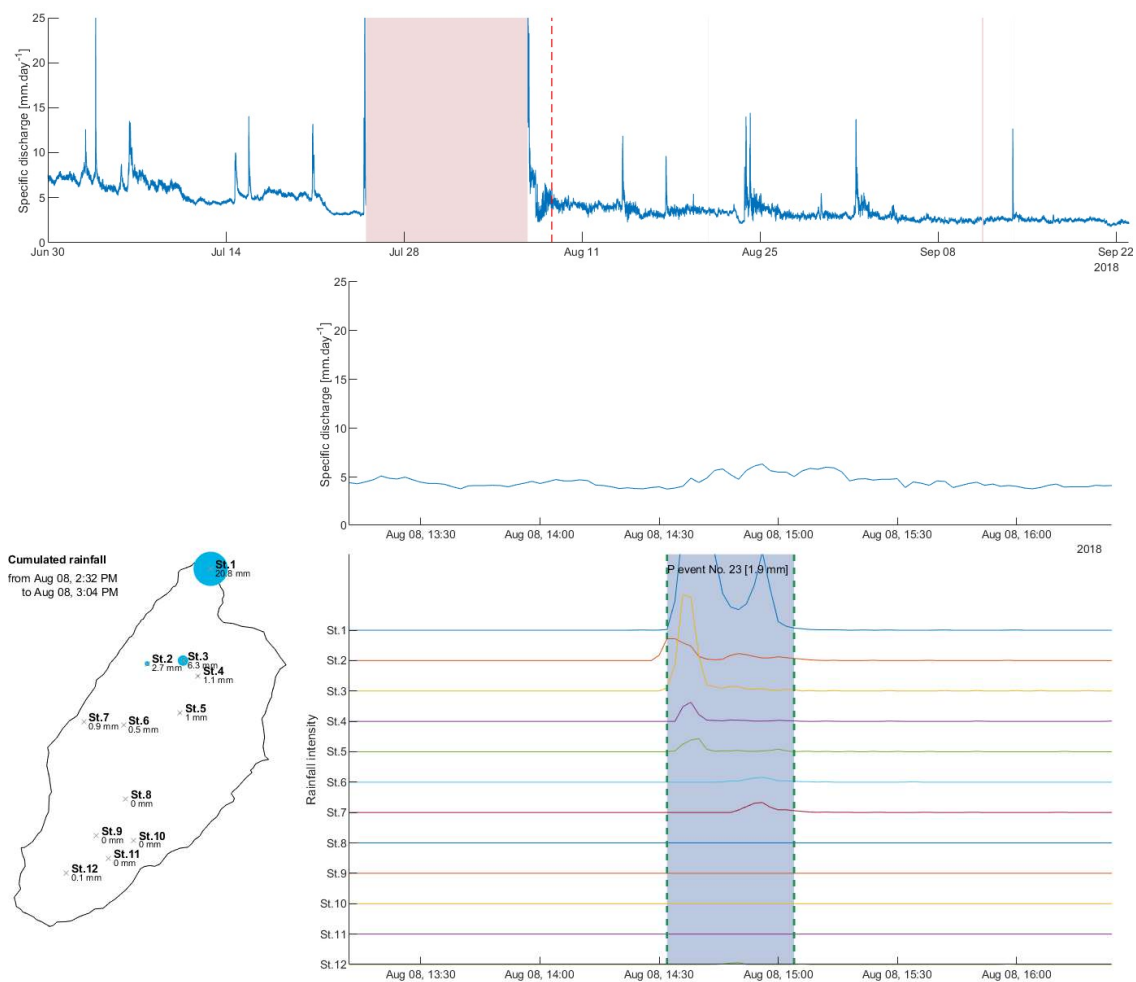 25
20
15
10
5
0
Specific discharge [mm.day⁻¹]
Jun 30
Jul 14
Jul 28
Aug 11
Aug 25
Sep 08
Sep 22
2018
25
20
15
10
5
0
Specific discharge [mm.day⁻¹]
Aug 08, 13:30
Aug 08, 14:00
Aug 08, 14:30
Aug 08, 15:00
Aug 08, 15:30
Aug 08, 16:00
2018
Cumulated rainfall
from Aug 08, 2:32 PM
to Aug 08, 3:04 PM
St.1
20.8 mm
St.2
2.7 mm
St.3
6.3 mm
St.4
1.1 mm
St.5
1 mm
St.6
0.5 mm
St.7
0.9 mm
St.8
0 mm
St.9
0 mm
St.10
0 mm
St.11
0 mm
St.12
0.1 mm
P event No. 23 [1.9 mm]
Rainfall intensity
St.1
St.2
St.3
St.4
St.5
St.6
St.7
St.8
St.9
St.10
St.11
St.12
Aug 08, 13:30
Aug 08, 14:00
Aug 08, 14:30
Aug 08, 15:00
Aug 08, 15:30
Aug 08, 16:00